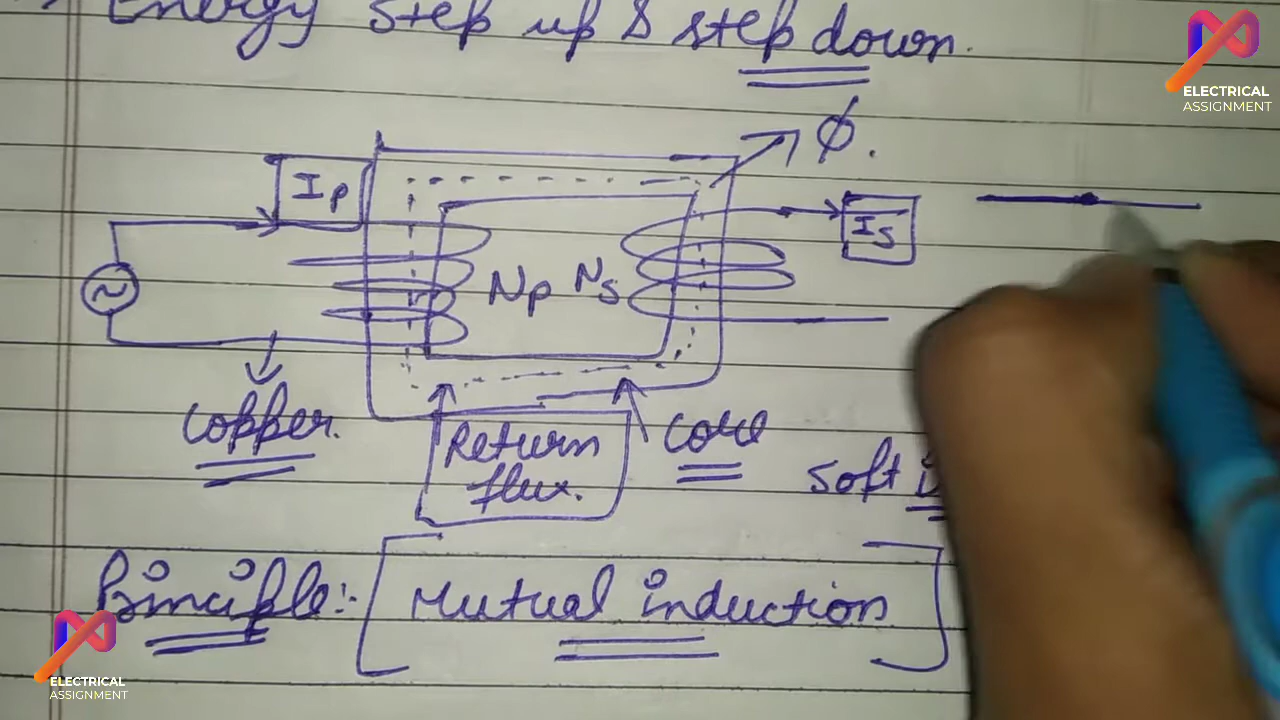 Energy step up & step down.
ELECTRICAL
ASSIGNMENT
Φ.
Ip
Is
Np Ns
copper.
Return
flux.
core
soft
Principle:- Mutual induction
ELECTRICAL
ASSIGNMENT